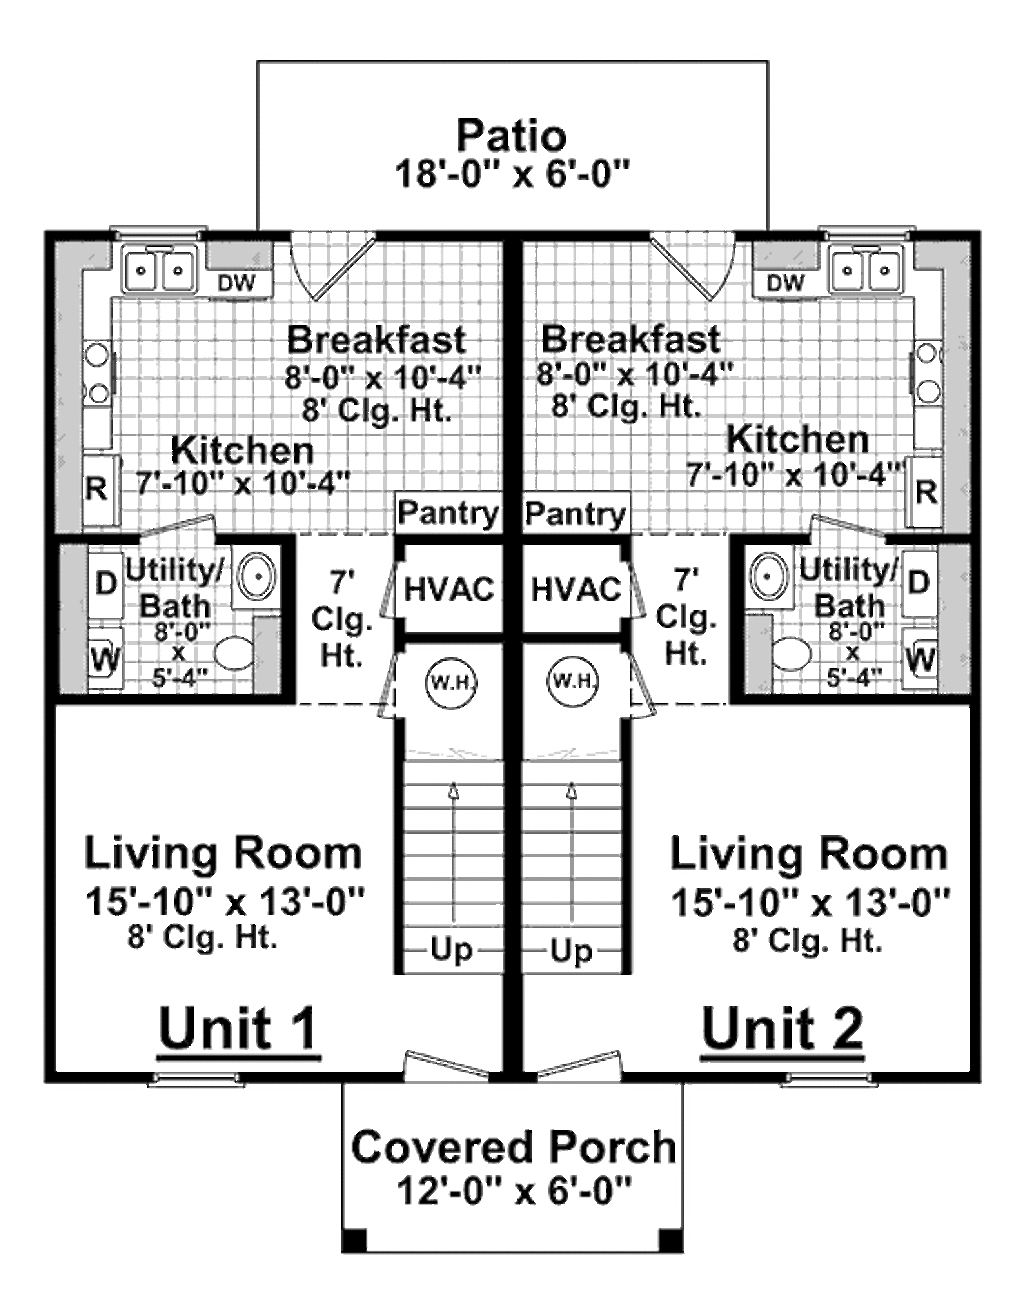 Patio
18'-0" x 6'-0"
DW
DW
Breakfast
8'-0" x 10'-4"
8' Clg. Ht.
Breakfast
8'-0" x 10'-4"
8' Clg. Ht.
Kitchen
7'-10" x 10'-4"
Kitchen
7'-10" x 10'-4"
R
R
Pantry
Pantry
D
Utility/
Bath
8'-0"
x
5'-4"
W
7'
Clg.
Ht.
HVAC
HVAC
7'
Clg.
Ht.
Utility/
Bath
8'-0"
x
5'-4"
D
W
W.H.
W.H.
Living Room
15'-10" x 13'-0"
8' Clg. Ht.
Living Room
15'-10" x 13'-0"
8' Clg. Ht.
Up
Up
Unit 1
Unit 2
Covered Porch
12'-0" x 6'-0"